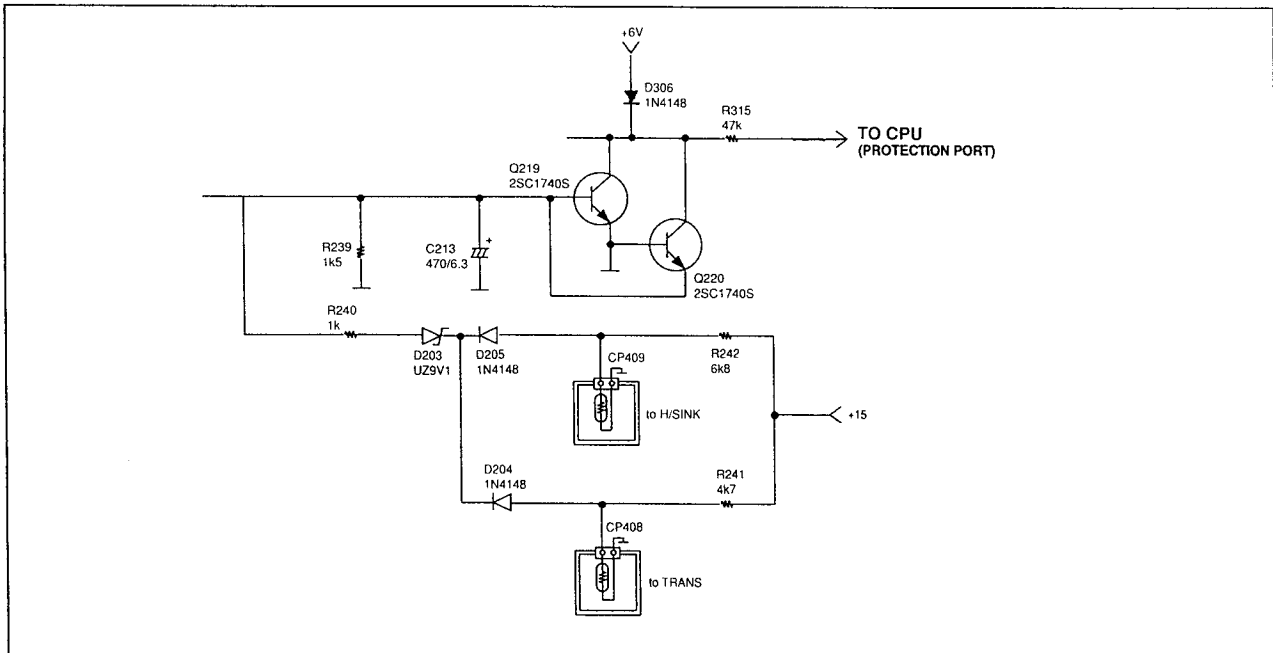 +6V
D306
1N4148
R315
47k
TO CPU
(PROTECTION PORT)
Q219
2SC1740S
R239
1k5
C213
470/6.3
+
Q220
2SC1740S
R240
1k
D203
UZ9V1
D205
1N4148
CP409
R242
6k8
to H/SINK
+15
D204
1N4148
R241
4k7
CP408
to TRANS